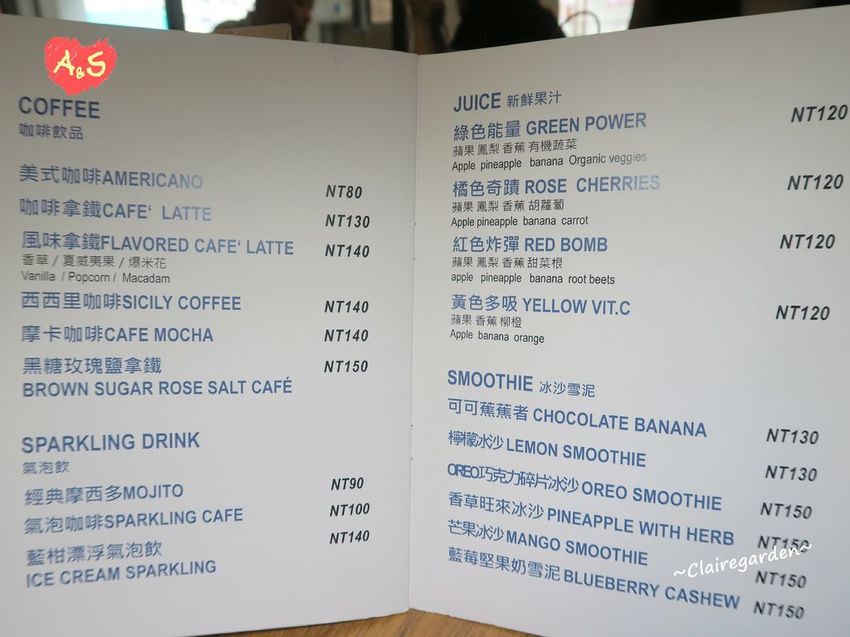 A&S
COFFEE
咖啡飲品
美式咖啡AMERICANO NT80
咖啡拿鐵CAFE‘ LATTE NT130
風味拿鐵FLAVORED CAFE‘ LATTE NT140
香草 / 夏威夷果 / 爆米花
Vanilla / Popcorn / Macadam
西西里咖啡SICILY COFFEE NT140
摩卡咖啡CAFE MOCHA NT140
黑糖玫瑰鹽拿鐵 NT150
BROWN SUGAR ROSE SALT CAFÉ
SPARKLING DRINK
氣泡飲
經典摩西多MOJITO NT90
氣泡咖啡SPARKLING CAFE NT100
藍柑漂浮氣泡飲 NT140
ICE CREAM SPARKLING
JUICE 新鮮果汁
綠色能量 GREEN POWER NT120
蘋果 鳳梨 香蕉 有機蔬菜
Apple pineapple banana Organic veggies
橘色奇蹟 ROSE CHERRIES NT120
蘋果 鳳梨 香蕉 胡蘿蔔
Apple pineapple banana carrot
紅色炸彈 RED BOMB NT120
蘋果 鳳梨 香蕉 甜菜根
apple pineapple banana root beets
黃色多吸 YELLOW VIT.C NT120
蘋果 香蕉 柳橙
Apple banana orange
SMOOTHIE 冰沙雪泥
可可蕉蕉者 CHOCOLATE BANANA NT130
檸檬冰沙 LEMON SMOOTHIE NT130
OREO巧克力碎片冰沙 OREO SMOOTHIE NT150
香草旺來冰沙 PINEAPPLE WITH HERB NT150
芒果冰沙 MANGO SMOOTHIE NT150
藍莓堅果奶雪泥 BLUEBERRY CASHEW NT150
~Clairegarden~